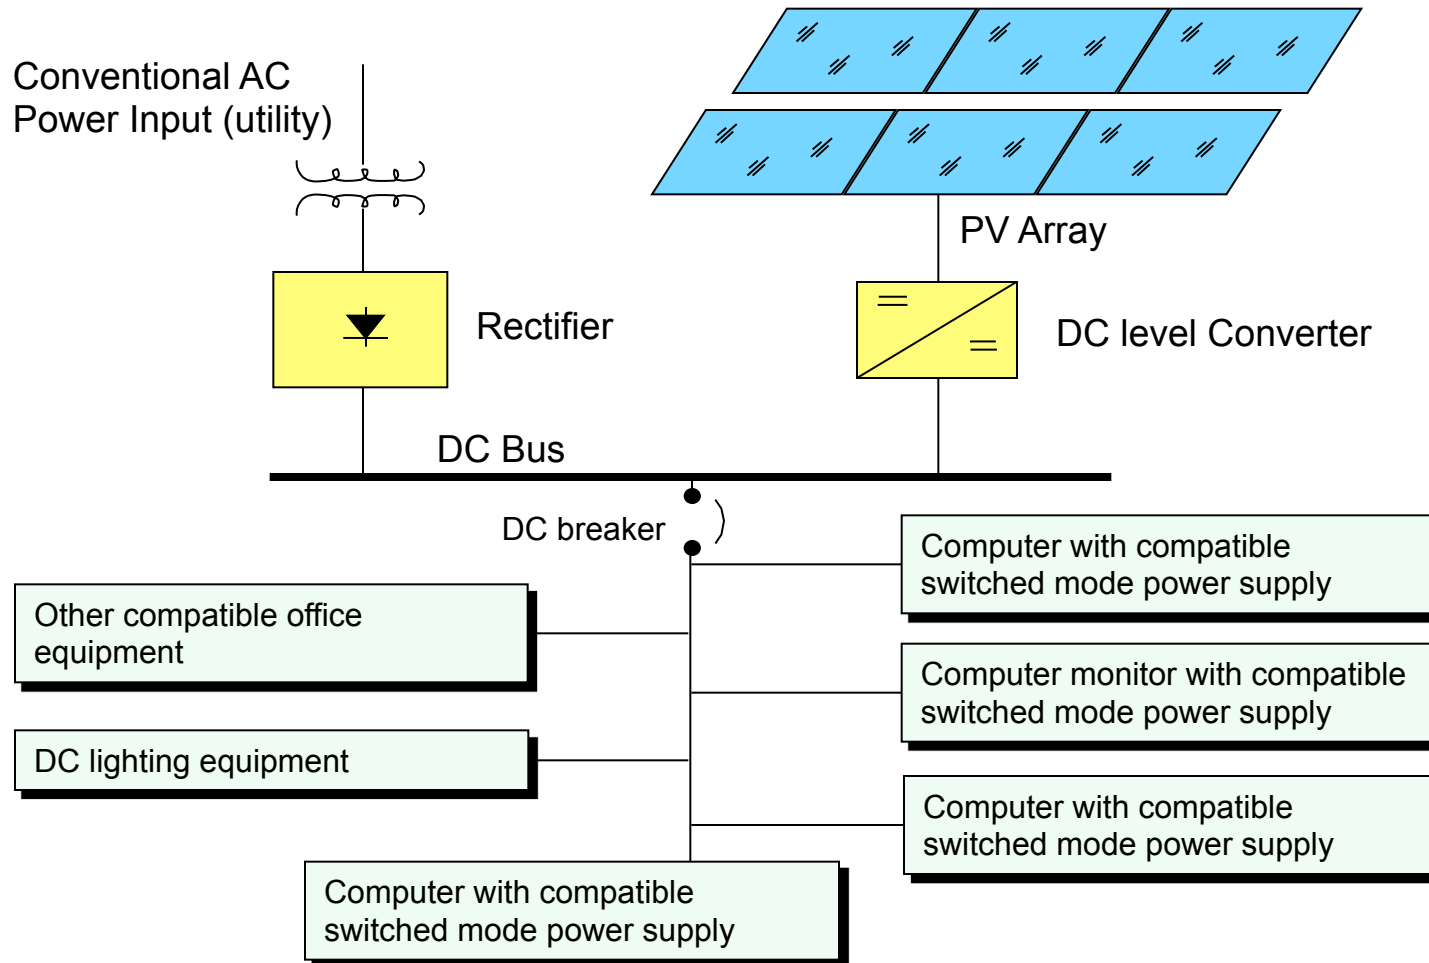 Conventional AC
Power Input (utility)
PV Array
Rectifier
DC level Converter
DC Bus
DC breaker
Computer with compatible
switched mode power supply
Other compatible office
equipment
Computer monitor with compatible
switched mode power supply
DC lighting equipment
Computer with compatible
switched mode power supply
Computer with compatible
switched mode power supply